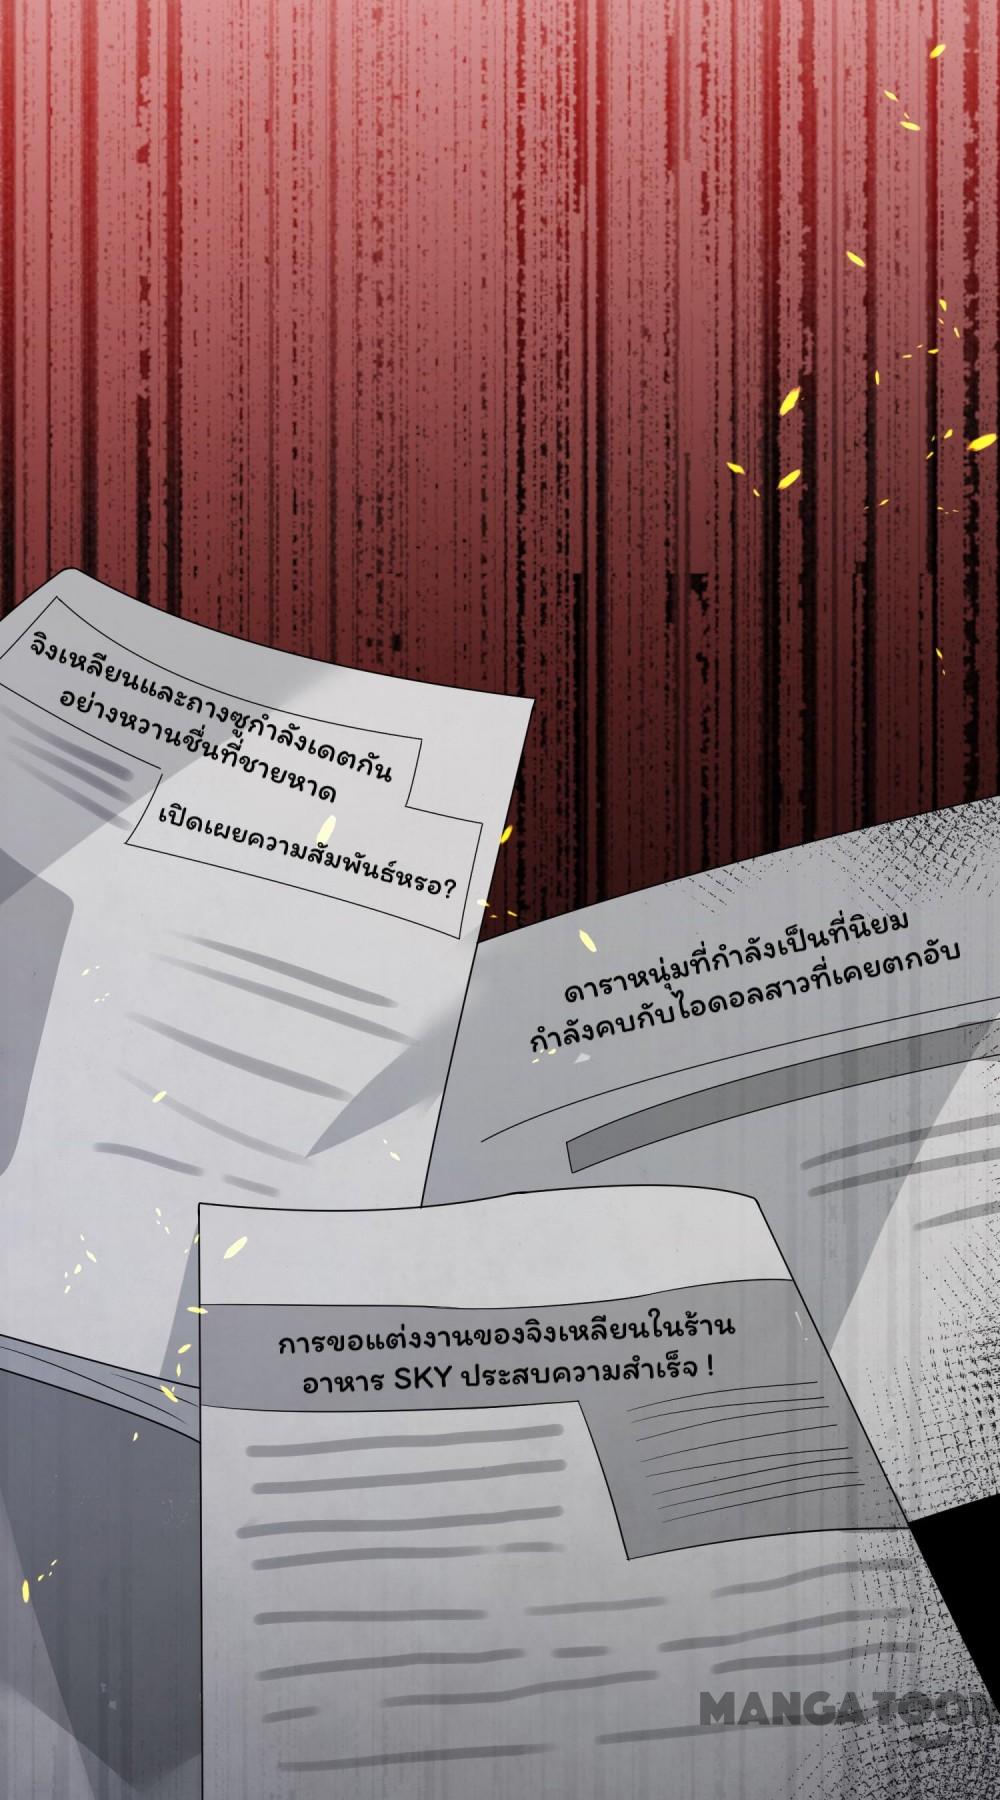 จิงเหลียนและถางซูกำลังเดตกัน
อย่างหวานชื่นที่ชายหาด
เปิดเผยความสัมพันธ์หรอ?
ดาราหนุ่มที่กำลังเป็นที่นิยม
กำลังคบกับไอดอลสาวที่เคยตกอับ
การขอแต่งงานของจิงเหลียนในร้าน
อาหาร SKY ประสบความสำเร็จ !
MANGATOON